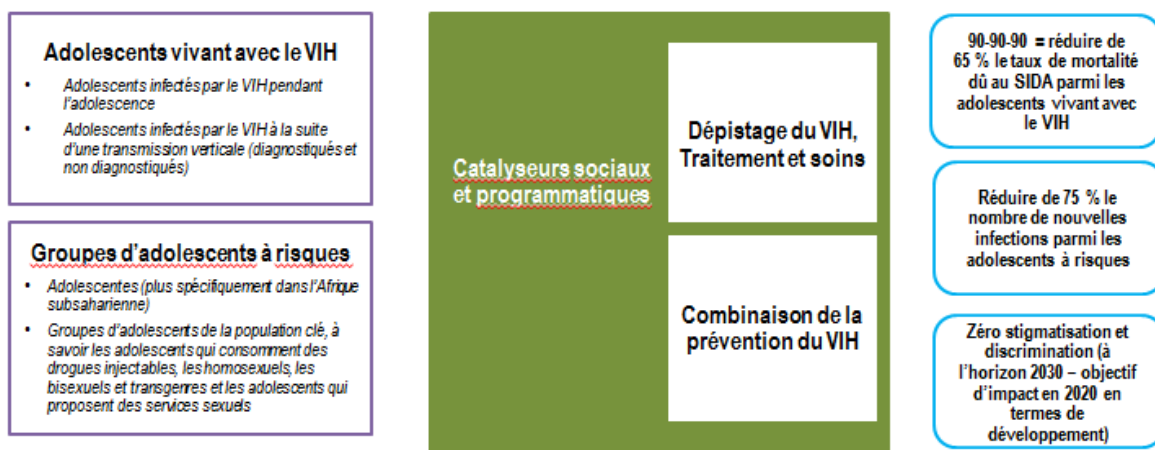 Adolescents vivant avec le VIH
• Adolescents infectés par le VIH pendant
l'adolescence
• Adolescents infectés par le VIH à la suite
d'une transmission verticale (diagnostiqués et
non diagnostiqués)
Groupes d'adolescents à risques
• Adolescentes (plus spécifiquement dans l'Afrique
subsaharienne)
• Groupes d'adolescents de la population clé, à
savoir les adolescents qui consomment des
drogues injectables, les homosexuels, les
bisexuels et transgenres et les adolescents qui
proposent des services sexuels
Catalyseurs sociaux
et programmatiques
Dépistage du VIH,
Traitement et soins
Combinaison de la
prévention du VIH
90-90-90 = réduire de
65 % le taux de mortalité
dû au SIDA parmi les
adolescents vivant avec
le VIH
Réduire de 75 % le
nombre de nouvelles
infections parmi les
adolescents à risques
Zéro stigmatisation et
discrimination (à
l'horizon 2030 – objectif
d'impact en 2020 en
termes de
développement)